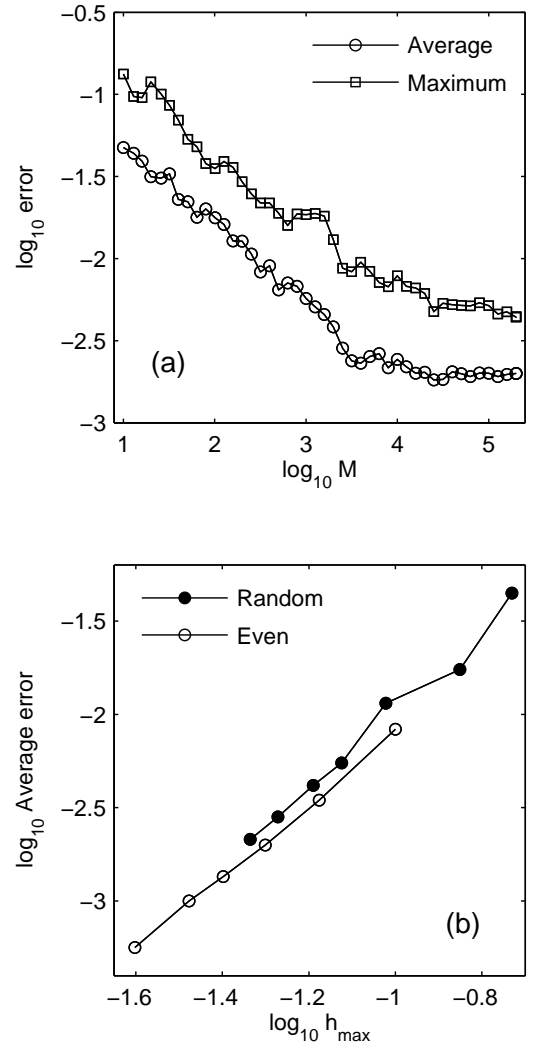 −0.5
Average
Maximum
−1
−1.5
log10 error
−2
−2.5
(a)
−3
1 2 3 4 5
log10 M
Random
Even
−1.5
−2
log10 Average error
−2.5
−3
(b)
−1.6 −1.4 −1.2 −1 −0.8
log10 hmax